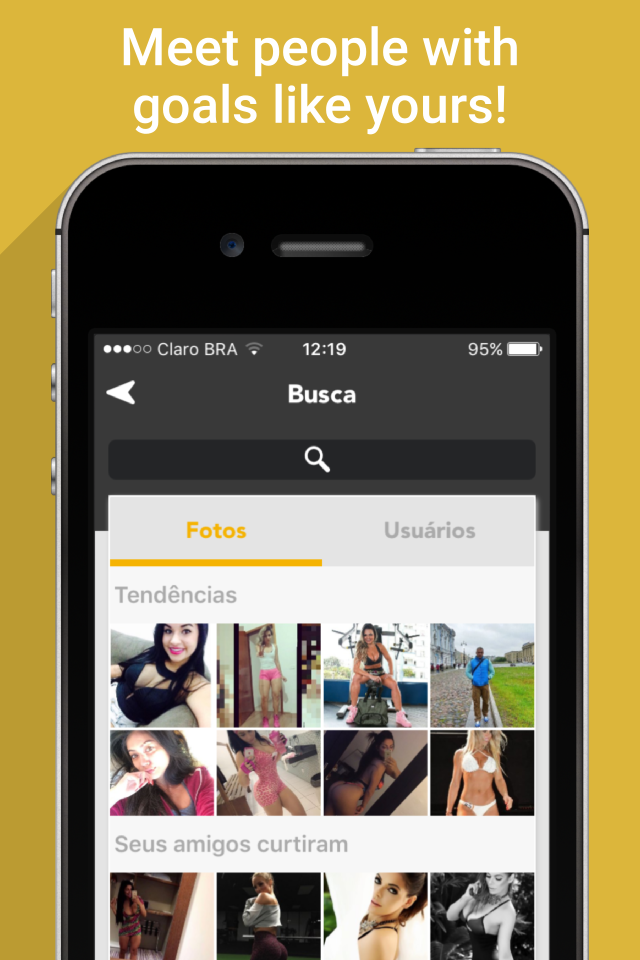 Meet people with
goals like yours!
Claro BRA 12:19 95%
Busca
Fotos Usuários
Tendências
Seus amigos curtiram